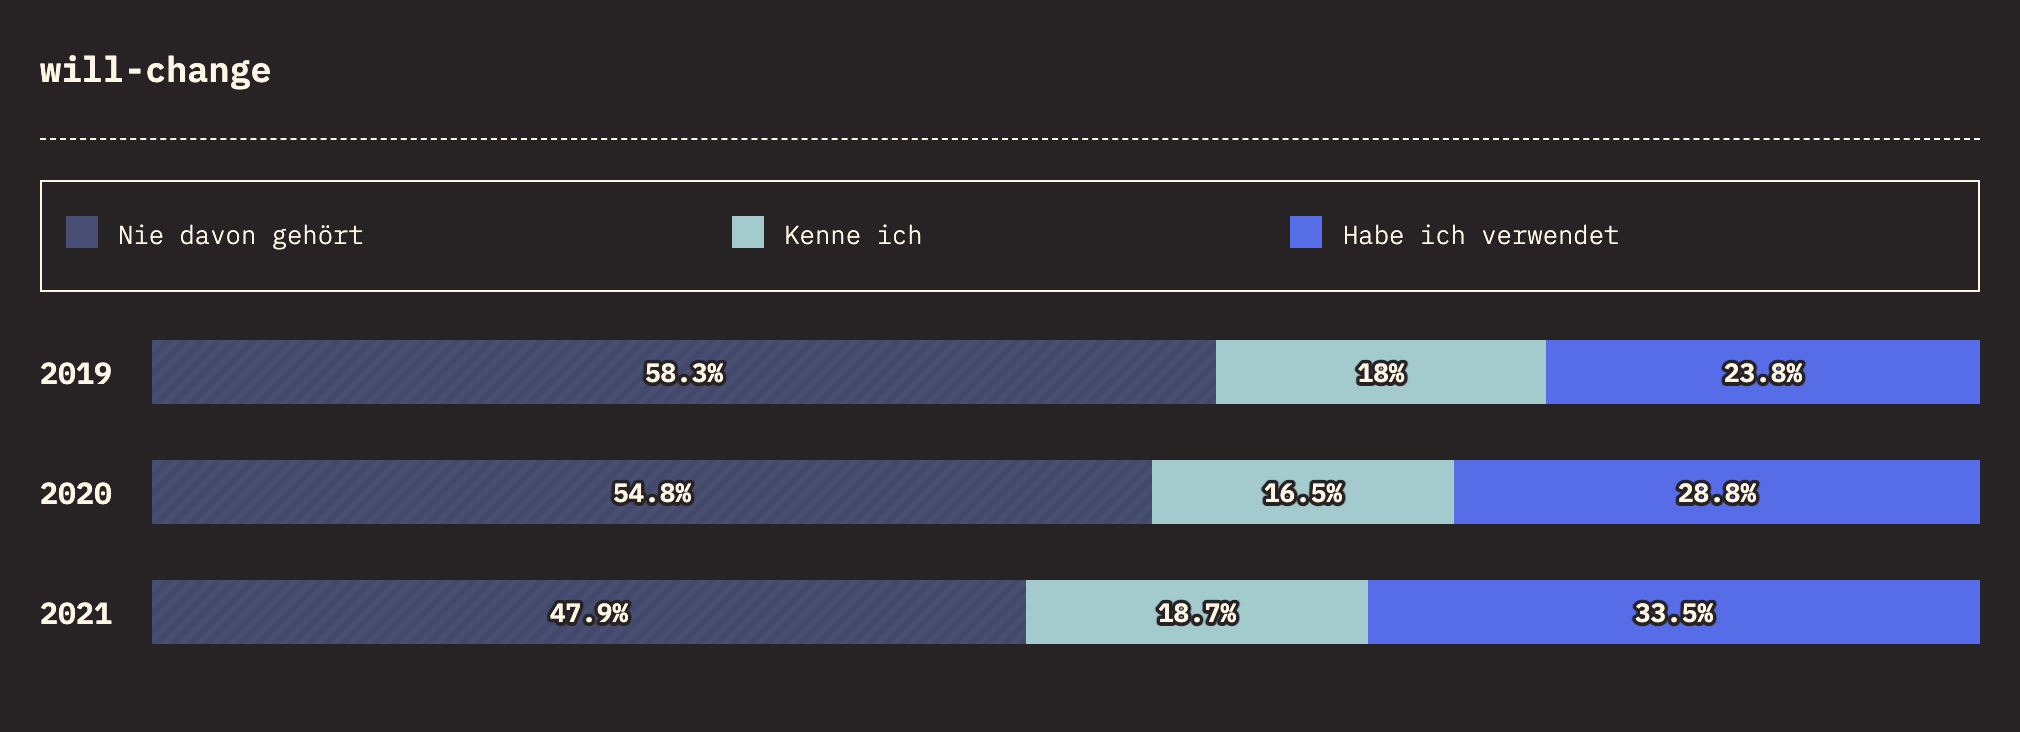 will-change
Nie davon gehört Kenne ich Habe ich verwendet
2019 58.3% 18% 23.8%
2020 54.8% 16.5% 28.8%
2021 47.9% 18.7% 33.5%